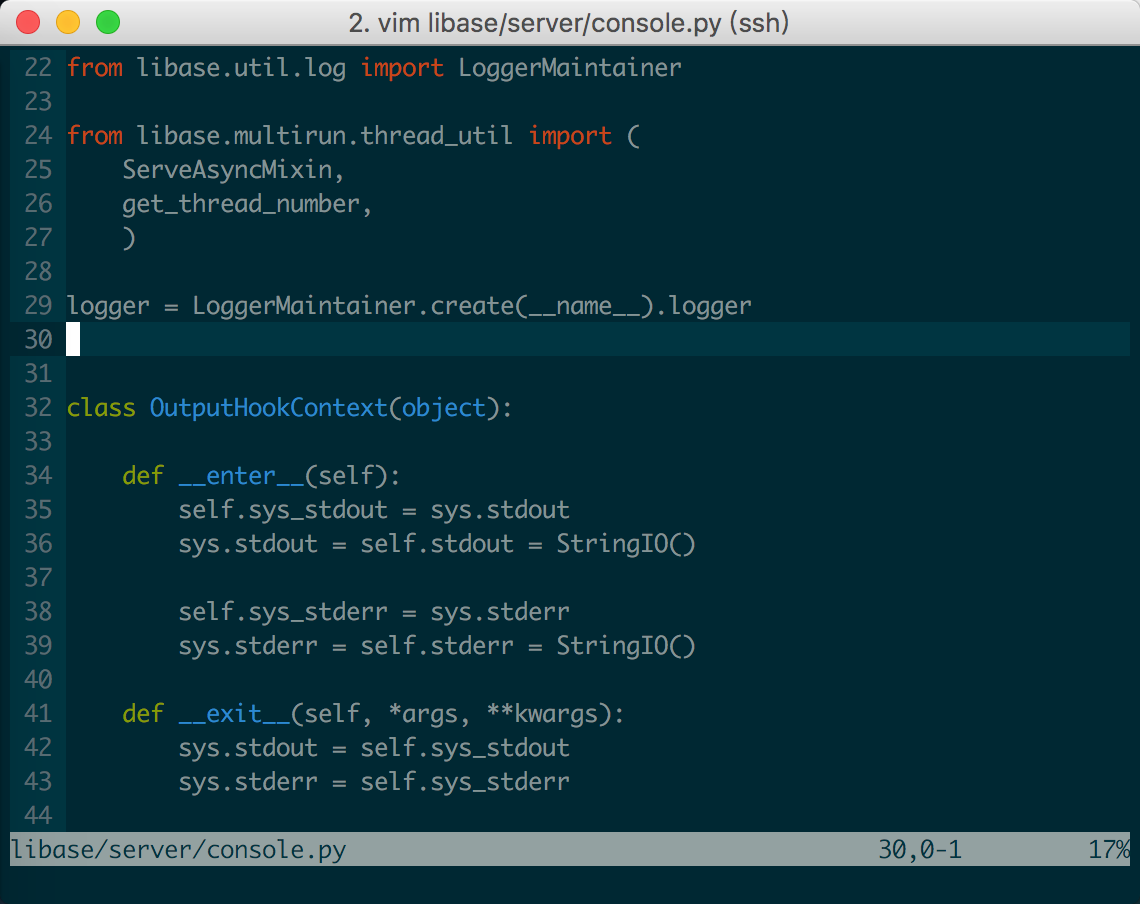 2. vim libase/server/console.py (ssh)
22 from libase.util.log import LoggerMaintainer
23
24 from libase.multirun.thread_util import (
25     ServeAsyncMixin,
26     get_thread_number,
27     )
28
29 logger = LoggerMaintainer.create(__name__).logger
30
31
32 class OutputHookContext(object):
33
34     def __enter__(self):
35         self.sys_stdout = sys.stdout
36         sys.stdout = self.stdout = StringIO()
37
38         self.sys_stderr = sys.stderr
39         sys.stderr = self.stderr = StringIO()
40
41     def __exit__(self, *args, **kwargs):
42         sys.stdout = self.sys_stdout
43         sys.stderr = self.sys_stderr
44
libase/server/console.py 30,0-1 17%